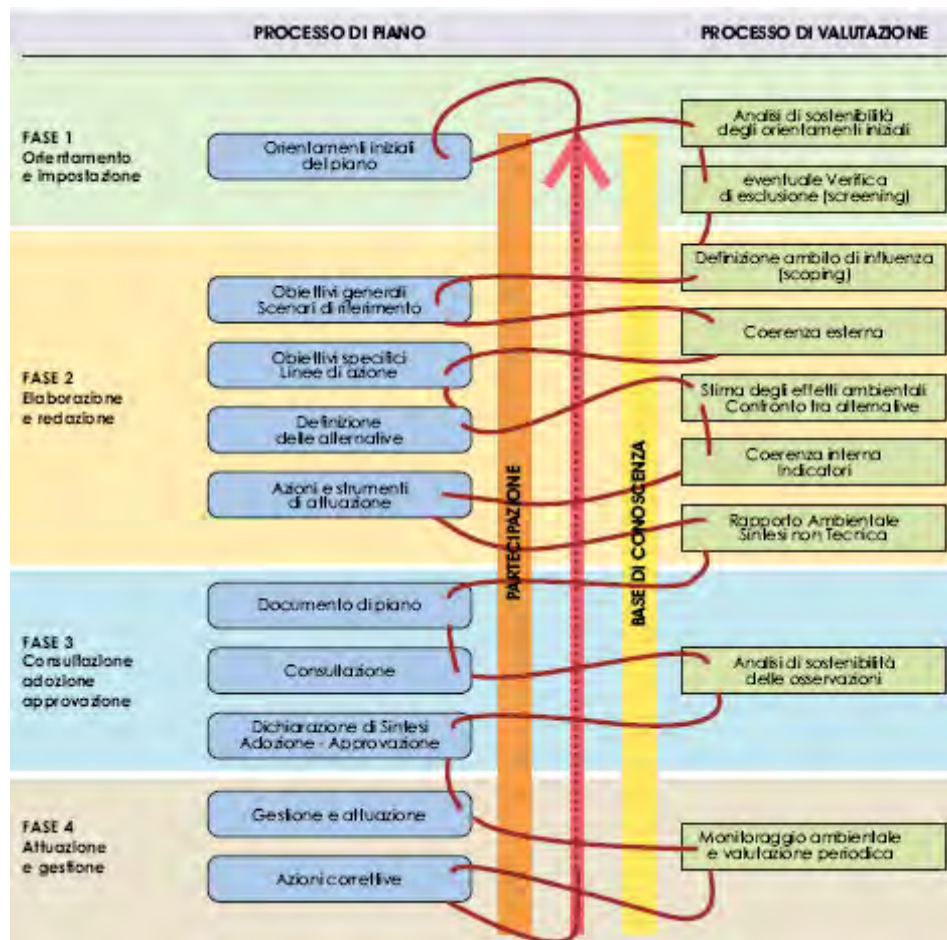 PROCESSO DI PIANO
PROCESSO DI VALUTAZIONE
FASE 1
Orientamento
e impostazione
Orientamenti iniziali
del piano
Analisi di sostenibilità
degli orientamenti iniziali
eventuale Verifica
di esclusione (screening)
FASE 2
Elaborazione
e redazione
Definizione ambito di influenza
(scoping)
Obiettivi generali
Scenari di riferimento
Coerenza esterna
Obiettivi specifici
Linee di azione
Stima degli effetti ambientali
Confronto tra alternative
Definizione
delle alternative
Coerenza interna
Indicatori
Azioni e strumenti
di attuazione
Rapporto Ambientale
Sintesi non Tecnica
PARTECIPAZIONE
BASE DI CONOSCENZA
FASE 3
Consultazione
adozione
approvazione
Documento di piano
Consultazione
Analisi di sostenibilità
delle osservazioni
Dichiarazione di Sintesi
Adozione - Approvazione
FASE 4
Attuazione
e gestione
Gestione e attuazione
Monitoraggio ambientale
e valutazione periodica
Azioni correttive